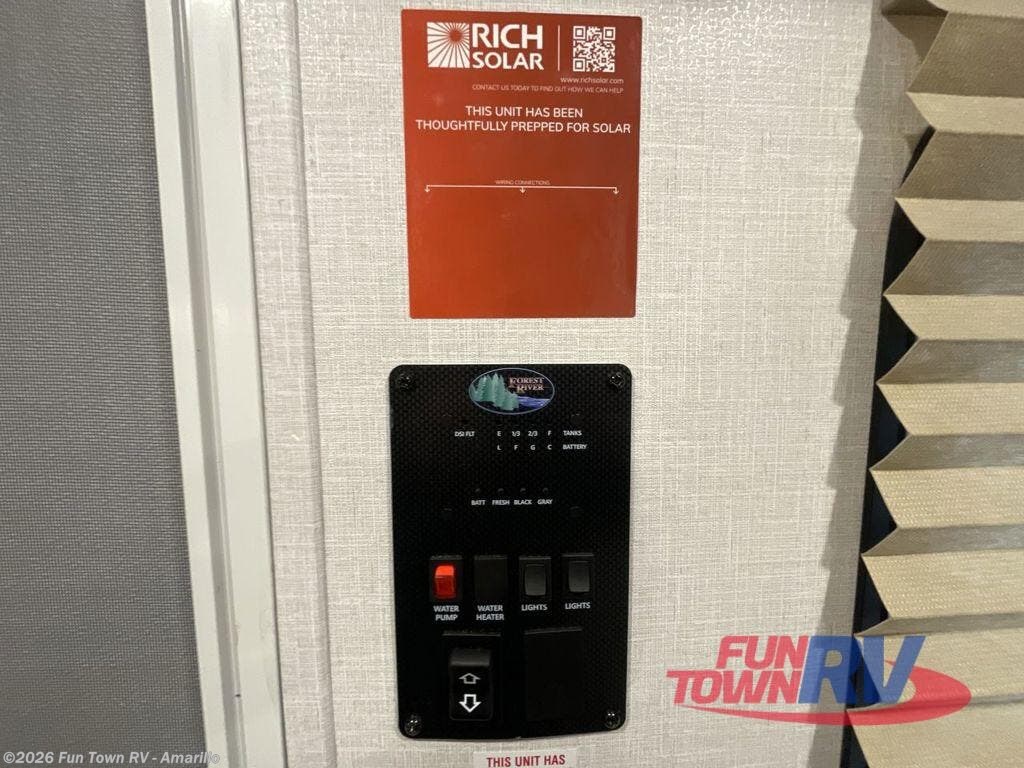 RICH
SOLAR
www.richsolar.com
CONTACT US TODAY TO FIND OUT HOW WE CAN HELP
THIS UNIT HAS BEEN
THOUGHTFULLY PREPPED FOR SOLAR
WIRING CONNECTIONS
FOREST
RIVER
DSI FLT E 1/3 2/3 F TANKS
L F G C BATTERY
BATT FRESH BLACK GRAY
WATER PUMP
WATER HEATER
LIGHTS
LIGHTS
FUN
TOWN RV
THIS UNIT HAS
©2026 Fun Town RV - Amarillo